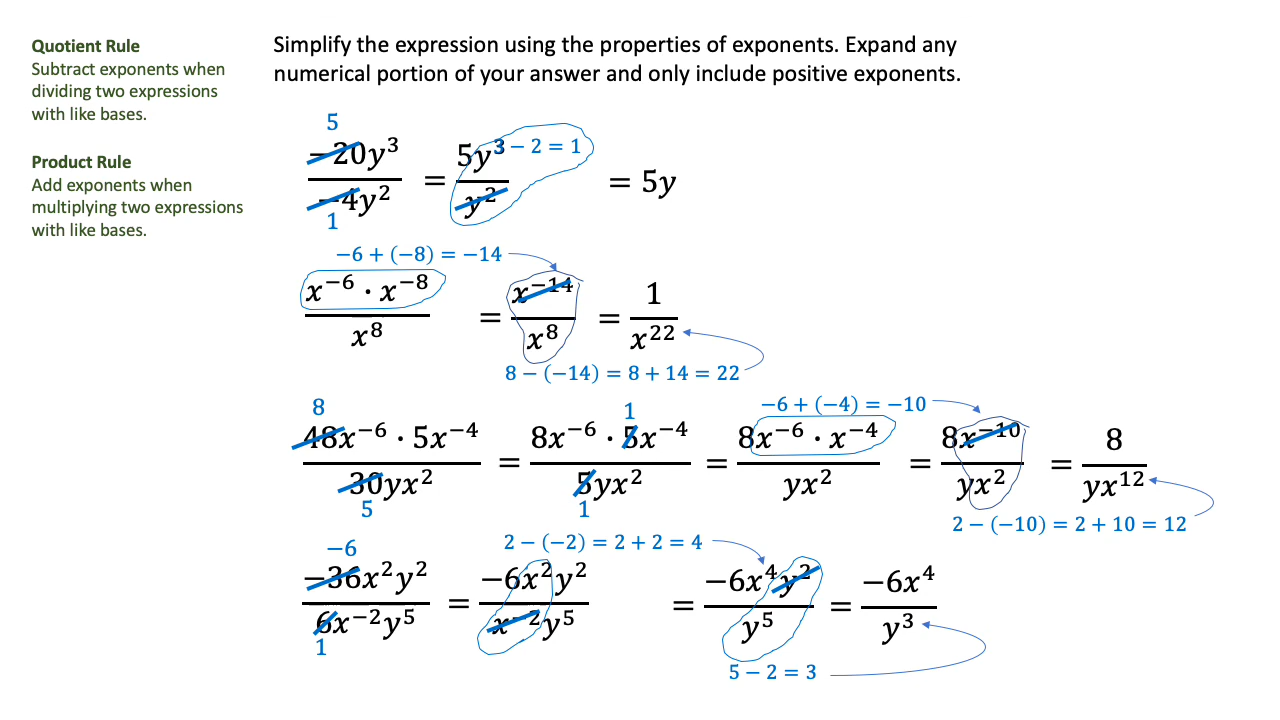 Quotient Rule
Subtract exponents when
dividing two expressions
with like bases.
Product Rule
Add exponents when
multiplying two expressions
with like bases.
Simplify the expression using the properties of exponents. Expand any
numerical portion of your answer and only include positive exponents.
5
−20y³ / −4y² = 5y³ / y² = 5y
3 − 2 = 1
1
−6 + (−8) = −14
x⁻⁶ · x⁻⁸ / x⁸ = x⁻¹⁴ / x⁸ = 1 / x²²
8 − (−14) = 8 + 14 = 22
8 1 −6 + (−4) = −10
48x⁻⁶ · 5x⁻⁴ / 30yx² = 8x⁻⁶ · 5x⁻⁴ / 5yx² = 8x⁻⁶ · x⁻⁴ / yx² = 8x⁻¹⁰ / yx² = 8 / yx¹²
5 1 2 − (−10) = 2 + 10 = 12
−6 2 − (−2) = 2 + 2 = 4
−36x²y² / 6x⁻²y⁵ = −6x²y² / x⁻²y⁵ = −6x⁴y² / y⁵ = −6x⁴ / y³
1 5 − 2 = 3